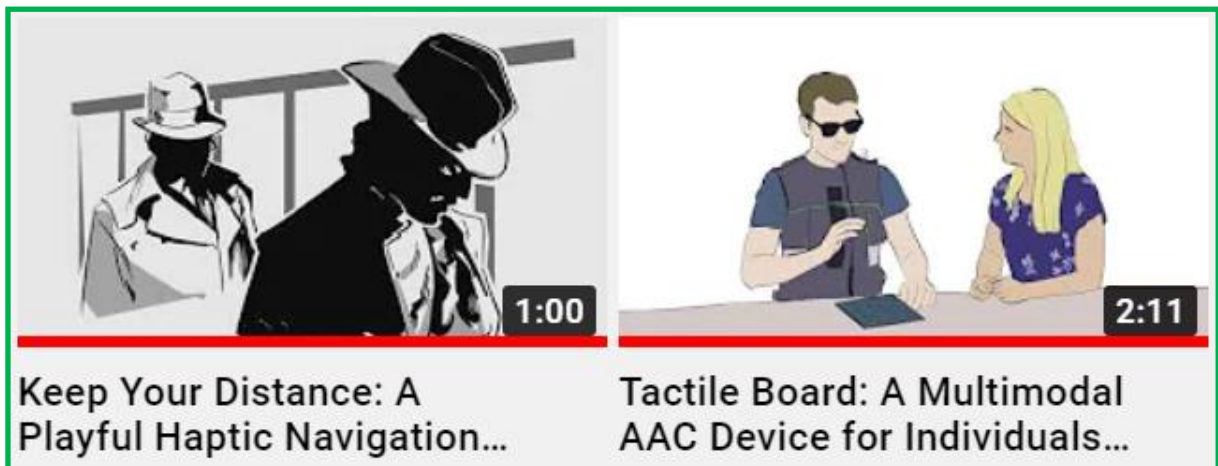 1:00
2:11
Keep Your Distance: A
Playful Haptic Navigation...
Tactile Board: A Multimodal
AAC Device for Individuals...